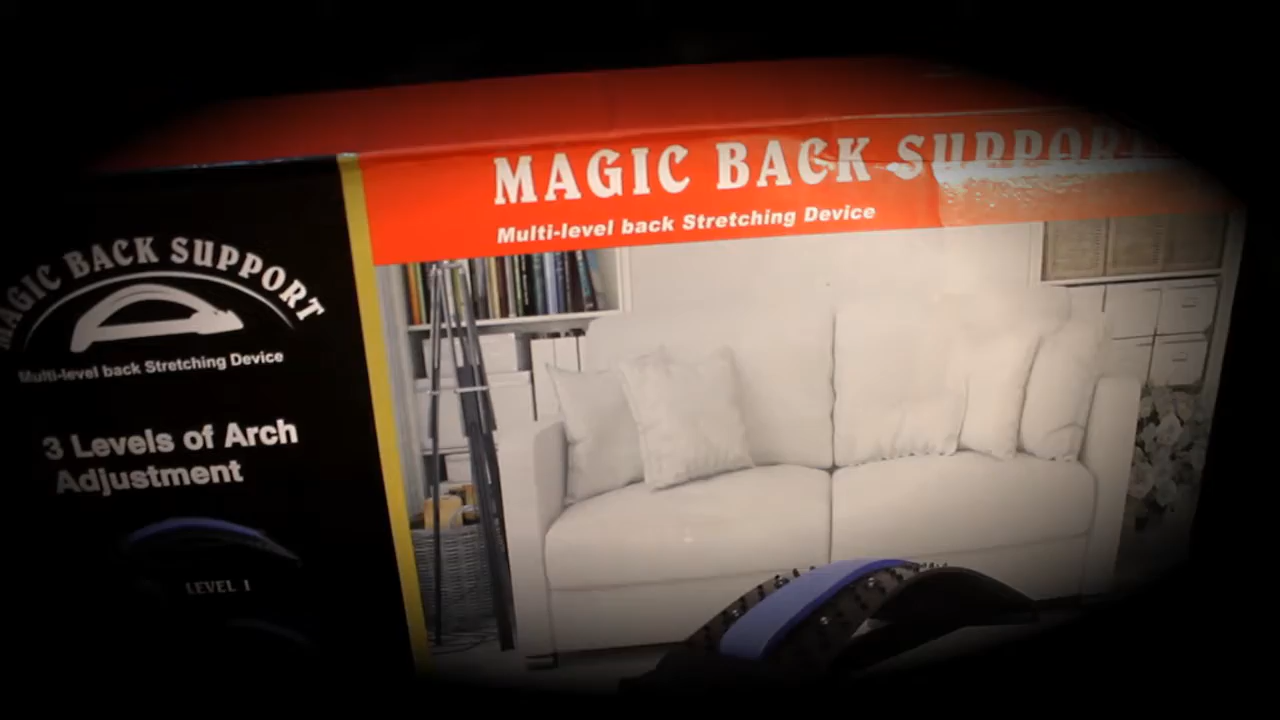 MAGIC BACK SUPPORT
Multi-level back Stretching Device
MAGIC BACK SUPPORT
Multi-level back Stretching Device
3 Levels of Arch
Adjustment
LEVEL 1